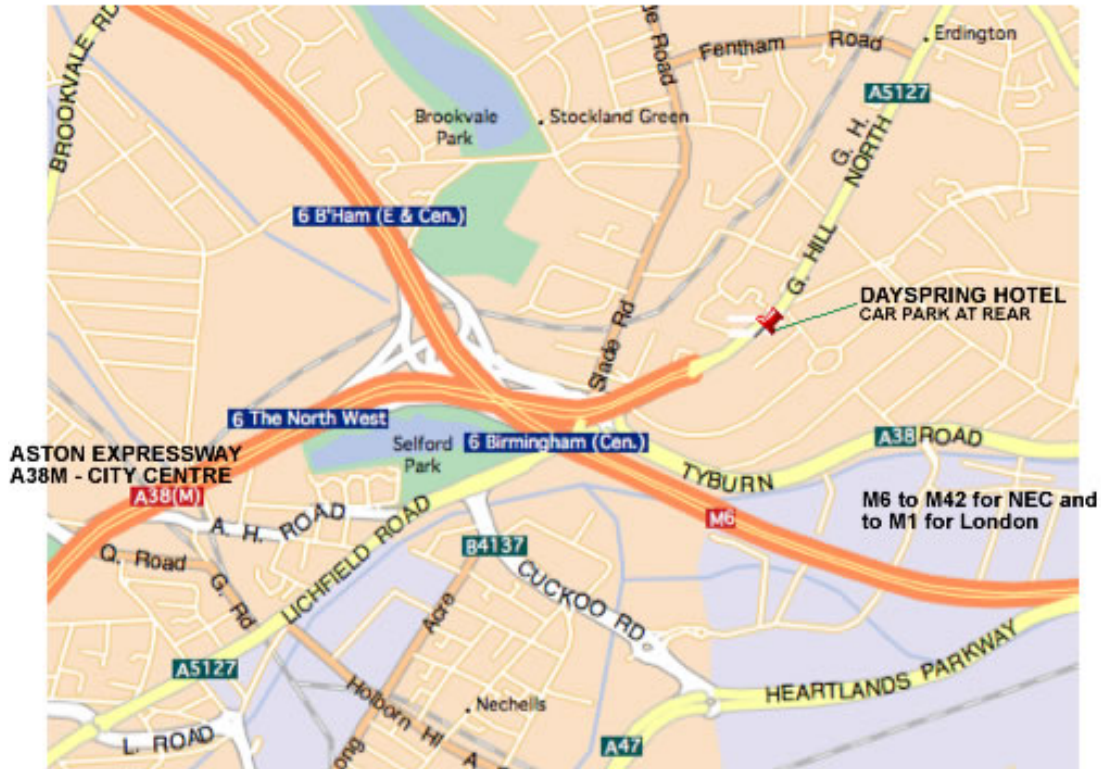 BROOKVALE RD
ge Road
Fentham Road
Erdington
A5127
Brookvale
Park
Stockland Green
G. H.
NORTH
G. HILL
6 B'Ham (E & Cen.)
DAYSPRING HOTEL
CAR PARK AT REAR
Slade Rd
6 The North West
Selford
Park
6 Birmingham (Cen.)
A38 ROAD
TYBURN
ASTON EXPRESSWAY
A38M - CITY CENTRE
A38(M)
M6 to M42 for NEC and
to M1 for London
M6
A. H. ROAD
LICHFIELD ROAD
B4137
Q. Road
G. Rd
CUCKOO RD
Acre
A5127
HEARTLANDS PARKWAY
Holborn Hl
Nechells
L. ROAD
ong
A
A47